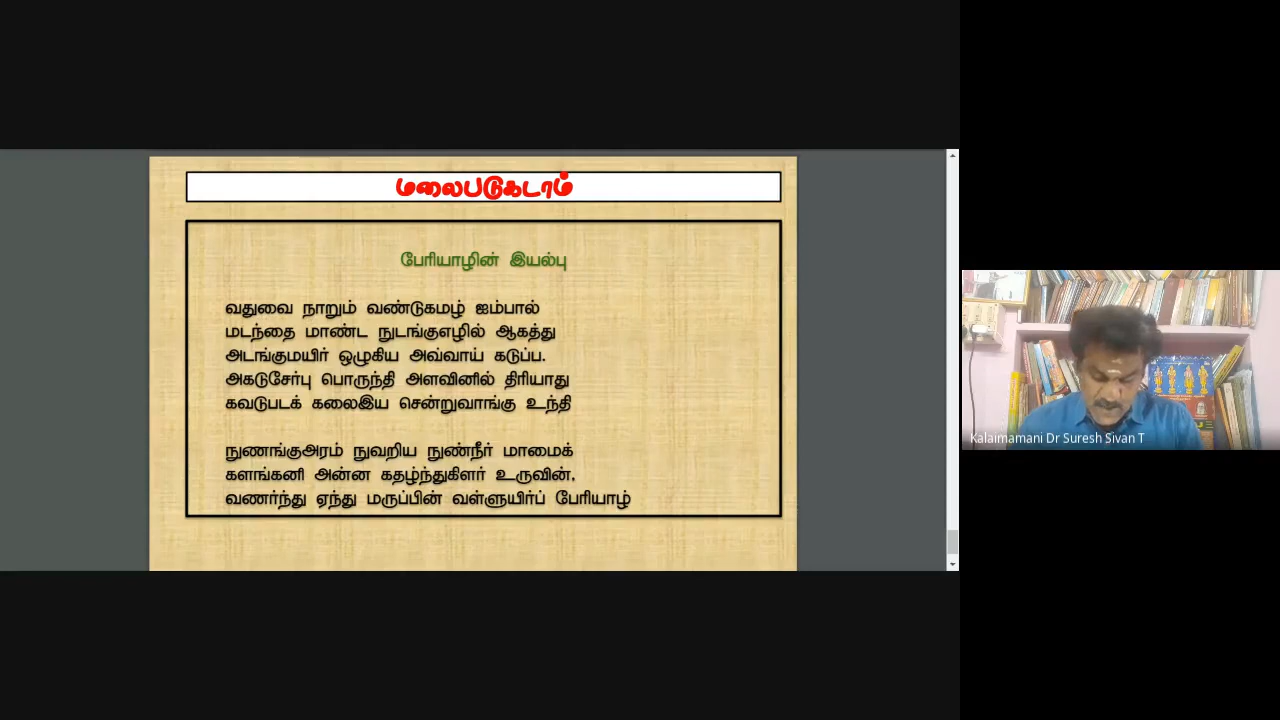 மலைபடுகடாம்
பேரியாழின் இயல்பு
வதுவை நாறும் வண்டுகமழ் ஐம்பால்
மடந்தை மாண்ட நுடங்குஎழில் ஆகத்து
அடங்குமயிர் ஒழுகிய அவ்வாய் கடுப்ப.
அகடுசேர்பு பொருந்தி அளவினில் திரியாது
கவடுபடக் கலைஇய சென்றுவாங்கு உந்தி
நுணங்குஅரம் நுவறிய நுண்நீர் மாமைக்
களங்கனி அன்ன கதழ்ந்துகிளர் உருவின்,
வணர்ந்து ஏந்து மருப்பின் வள்ளுயிர்ப் பேரியாழ்
Kalaimamani Dr Suresh Sivan T